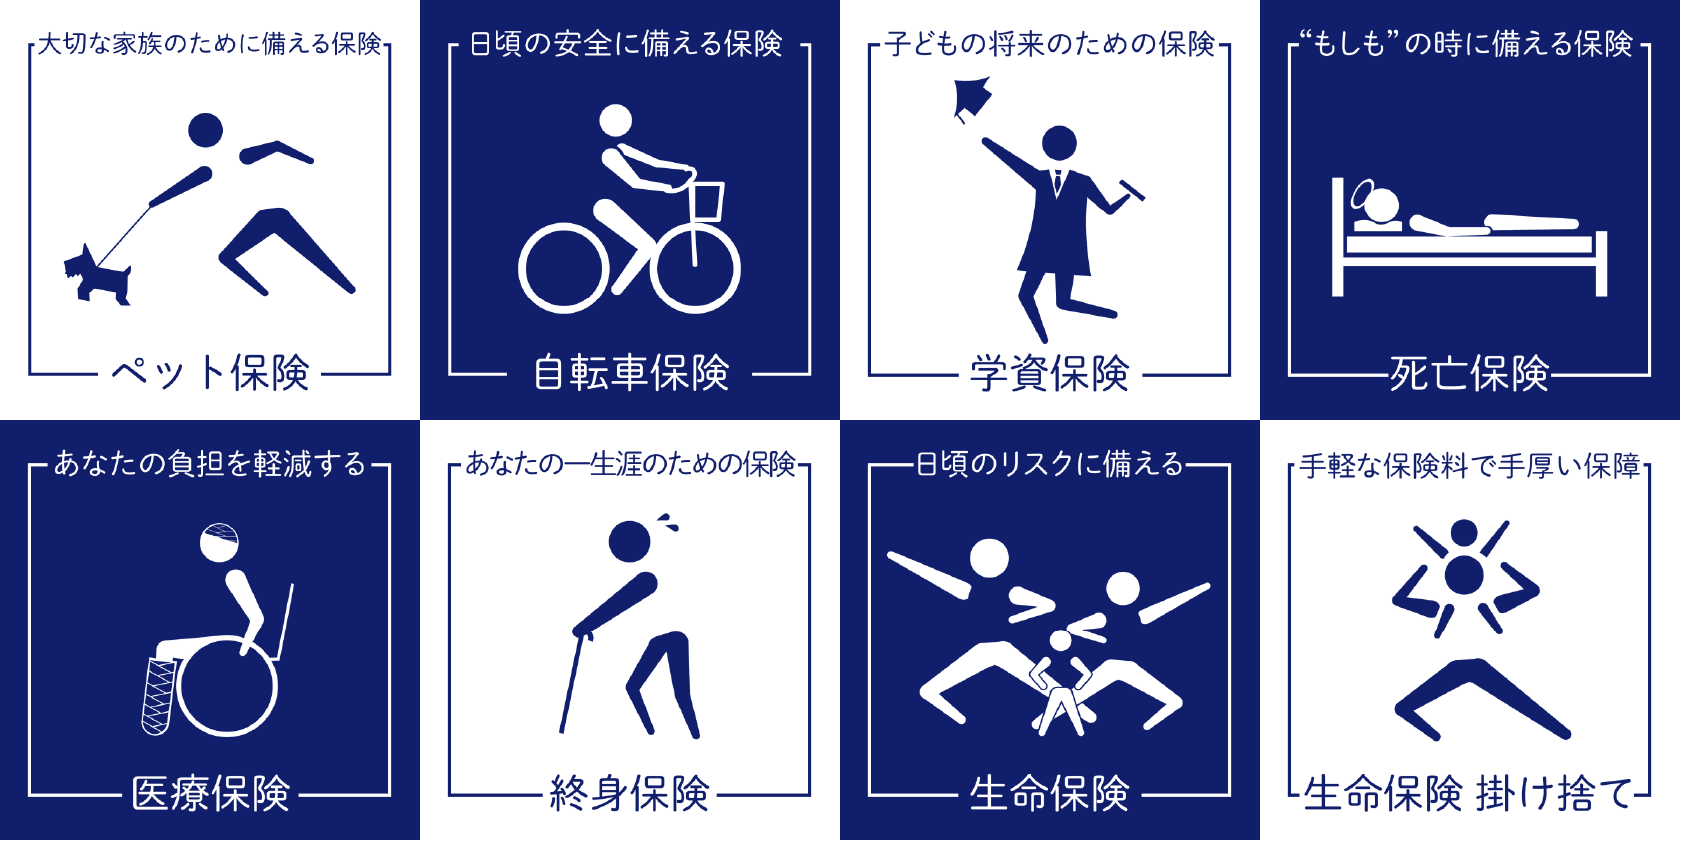 大切な家族のために備える保険
ペット保険
日頃の安全に備える保険
自転車保険
子どもの将来のための保険
学資保険
“もしも”の時に備える保険
死亡保険
あなたの負担を軽減する
医療保険
あなたの一生涯のための保険
終身保険
日頃のリスクに備える
生命保険
手軽な保険料で手厚い保障
生命保険 掛け捨て